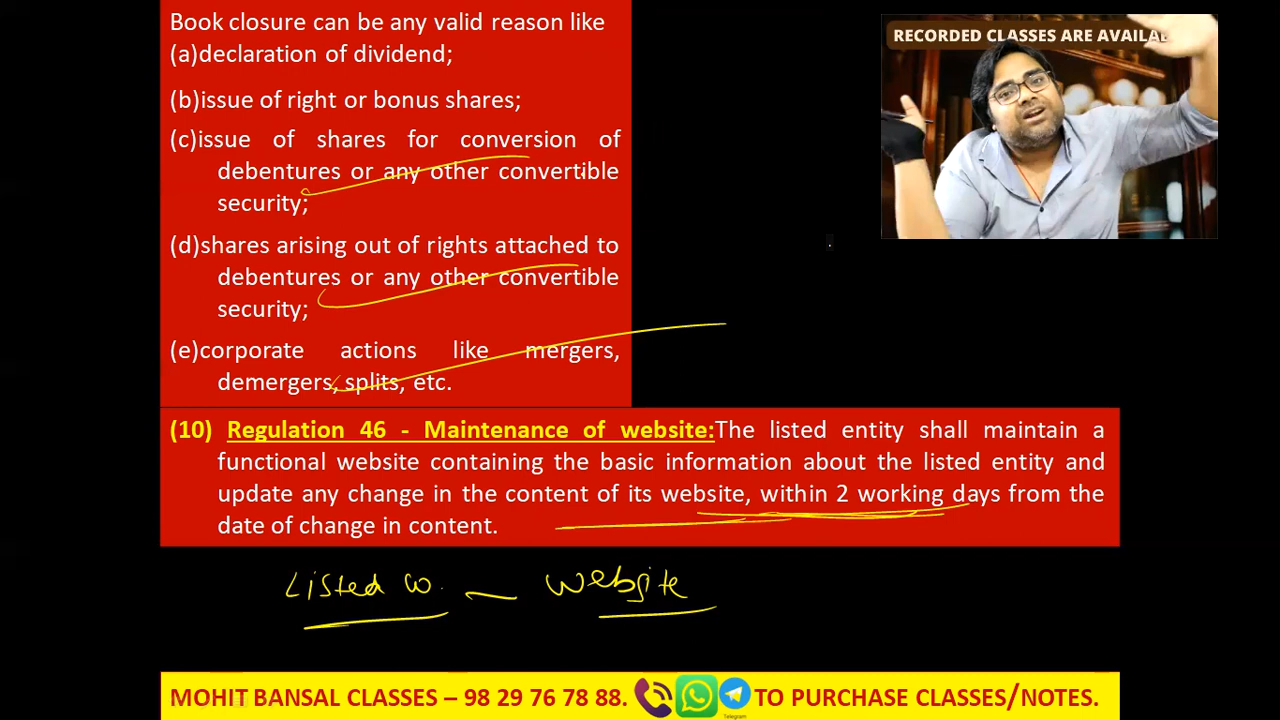 Book closure can be any valid reason like
(a)declaration of dividend;
(b)issue of right or bonus shares;
(c)issue of shares for conversion of
debentures or any other convertible
security;
(d)shares arising out of rights attached to
debentures or any other convertible
security;
(e)corporate actions like mergers,
demergers, splits, etc.
RECORDED CLASSES ARE AVAILA
(10) Regulation 46 - Maintenance of website:The listed entity shall maintain a
functional website containing the basic information about the listed entity and
update any change in the content of its website, within 2 working days from the
date of change in content.
Listed co. — Website
MOHIT BANSAL CLASSES – 98 29 76 78 88. TO PURCHASE CLASSES/NOTES.
Telegram